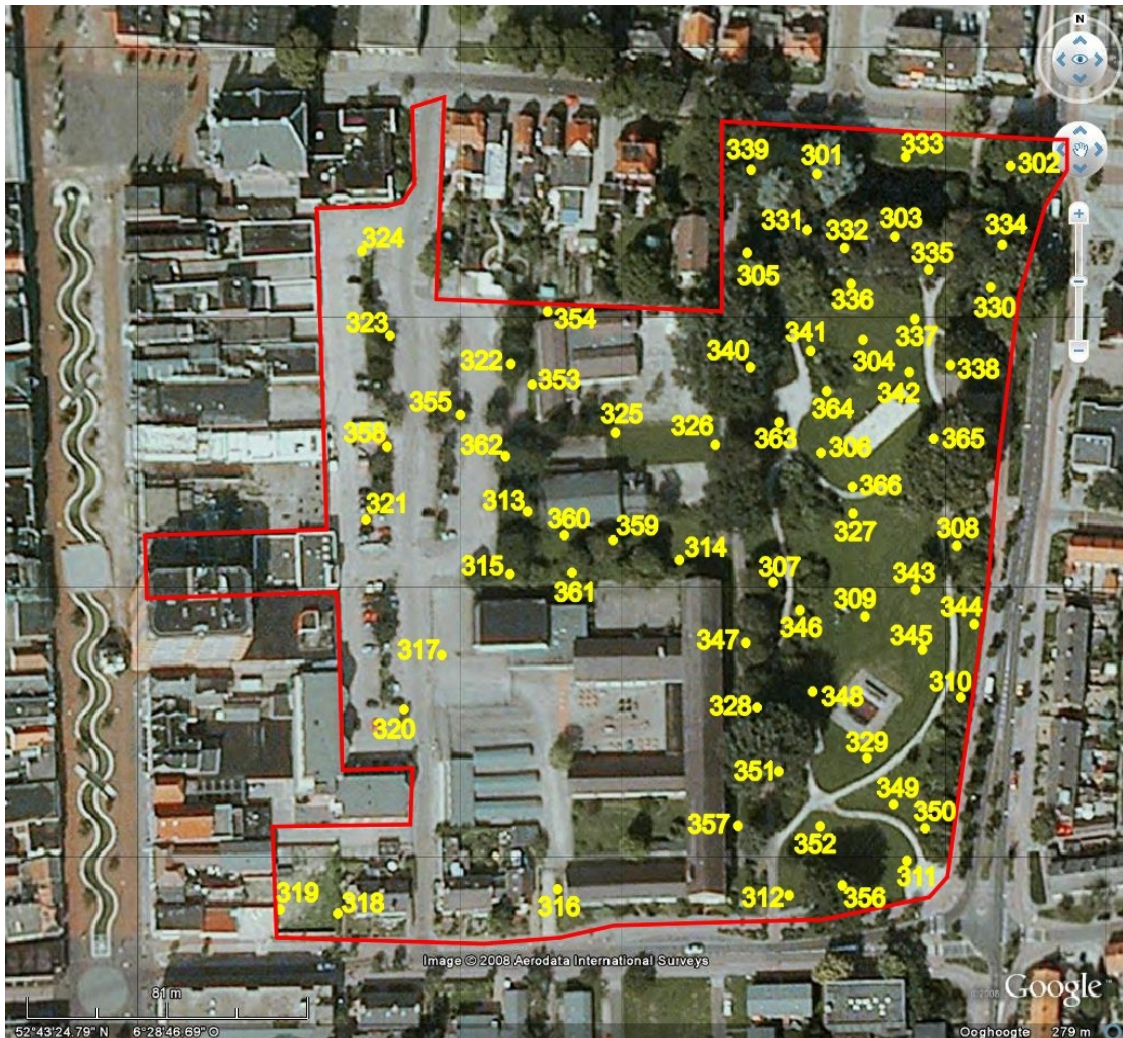 N
339 301 333 302
331 332 303 334
324 305 335
336 330
354 341 337
323 322 340 304 338
353 342
355 325 364
358 362 326 363 306 365
366
321 313 327
360 359 308
315 361 314 307 343
309 344
346
317 347 345
348 310
320 328
329
351 349
357 350
352
319 318 316 312 356 311
Image © 2008 Aerodata International Surveys
© 2008 Google™
81 m
52°43'24.79" N 6°28'46.69" O
Ooghoogte 279 m